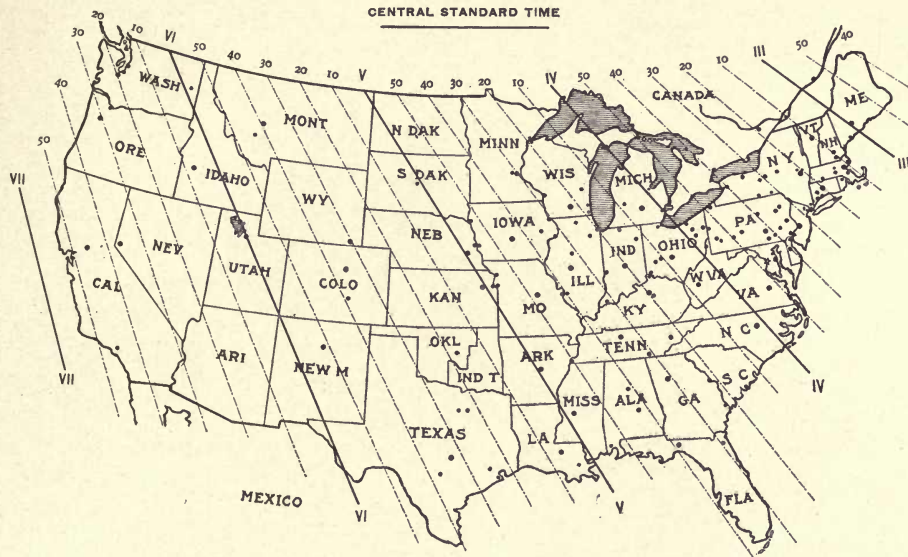 CENTRAL STANDARD TIME
30 20 10 VI 50 40 30 20 10 V 50 40 30 20 10 IV 50 40 30 20 10 III 50 40
40
50
VII
VII
VI
V
IV
III
WASH
ORE
IDAHO
MONT
N DAK
S DAK
MINN
WIS
MICH
CANADA
ME
VT
NH
N Y
WY
NEB
IOWA
ILL
IND
OHIO
PA
NEV
CAL
UTAH
COLO
KAN
MO
KY
W VA
VA
N C
TENN
ARI
NEW M
OKL
IND T
ARK
S C
MISS
ALA
GA
TEXAS
LA
FLA
MEXICO